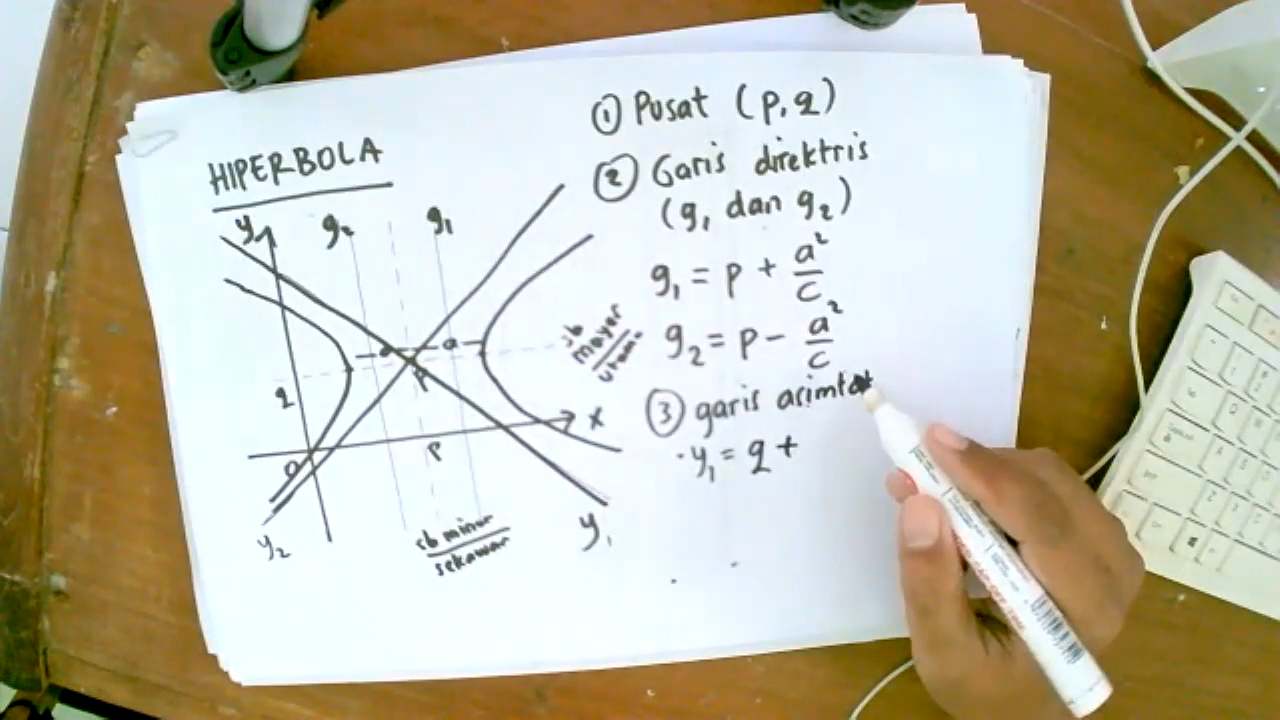 HIPERBOLA
y
g₂
g₁
a
a
P
q
x
0
p
y₂
y₁
sb minor
sekawan
sb
mayor
utama
① Pusat (p, q)
② Garis direktris
(g₁ dan g₂)
g₁ = p + a²/c
g₂ = p − a²/c
③ garis asimtot
· y₁ = q +